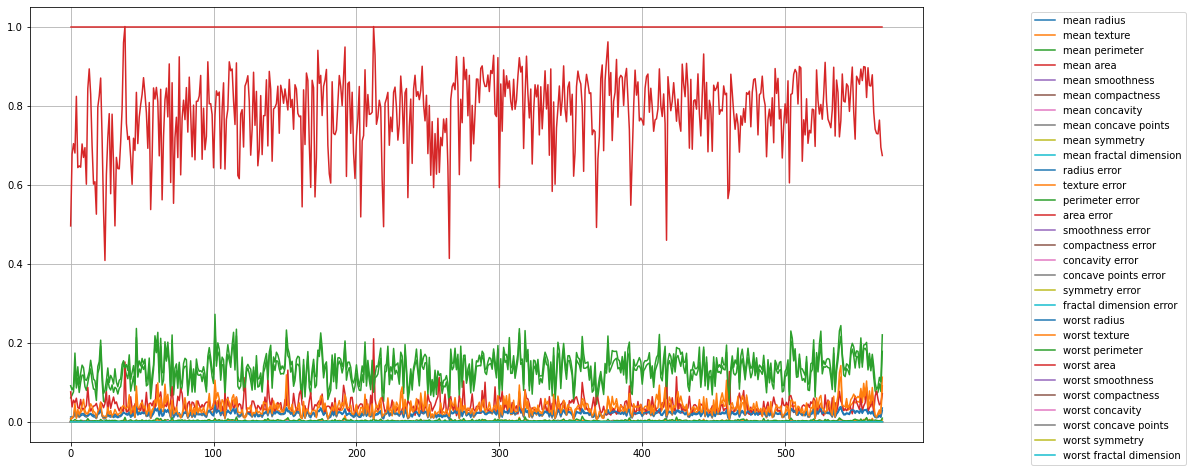 1.0
0.8
0.6
0.4
0.2
0.0
0 100 200 300 400 500
mean radius
mean texture
mean perimeter
mean area
mean smoothness
mean compactness
mean concavity
mean concave points
mean symmetry
mean fractal dimension
radius error
texture error
perimeter error
area error
smoothness error
compactness error
concavity error
concave points error
symmetry error
fractal dimension error
worst radius
worst texture
worst perimeter
worst area
worst smoothness
worst compactness
worst concavity
worst concave points
worst symmetry
worst fractal dimension